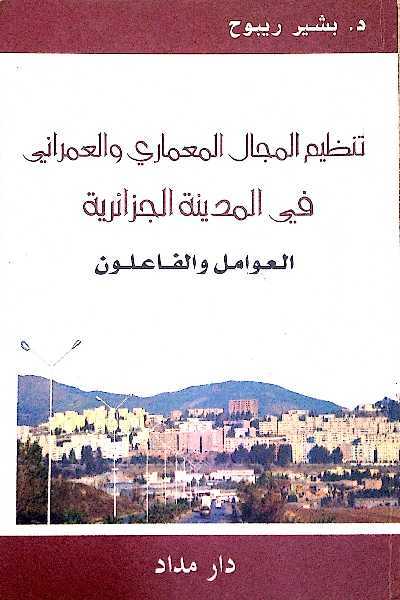 د. بشير ريبوح
تنظيم المجال المعماري والعمراني
في المدينة الجزائرية
العوامل والفاعلون
دار مداد